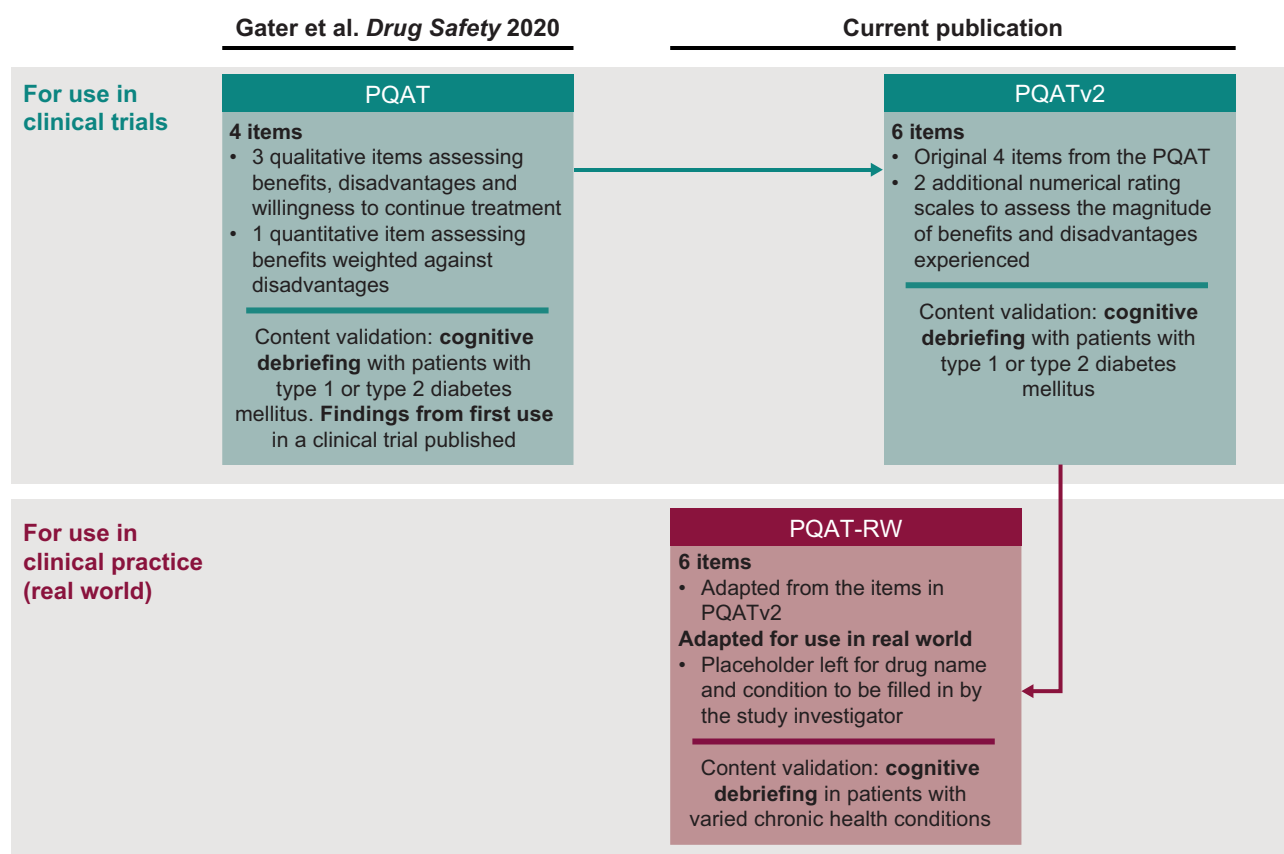 Gater et al. Drug Safety 2020
Current publication
For use in
clinical trials
PQAT
4 items
• 3 qualitative items assessing
benefits, disadvantages and
willingness to continue treatment
• 1 quantitative item assessing
benefits weighted against
disadvantages
Content validation: cognitive
debriefing with patients with
type 1 or type 2 diabetes
mellitus. Findings from first use
in a clinical trial published
PQATv2
6 items
• Original 4 items from the PQAT
• 2 additional numerical rating
scales to assess the magnitude
of benefits and disadvantages
experienced
Content validation: cognitive
debriefing with patients with
type 1 or type 2 diabetes
mellitus
For use in
clinical practice
(real world)
PQAT-RW
6 items
• Adapted from the items in
PQATv2
Adapted for use in real world
• Placeholder left for drug name
and condition to be filled in by
the study investigator
Content validation: cognitive
debriefing in patients with
varied chronic health conditions